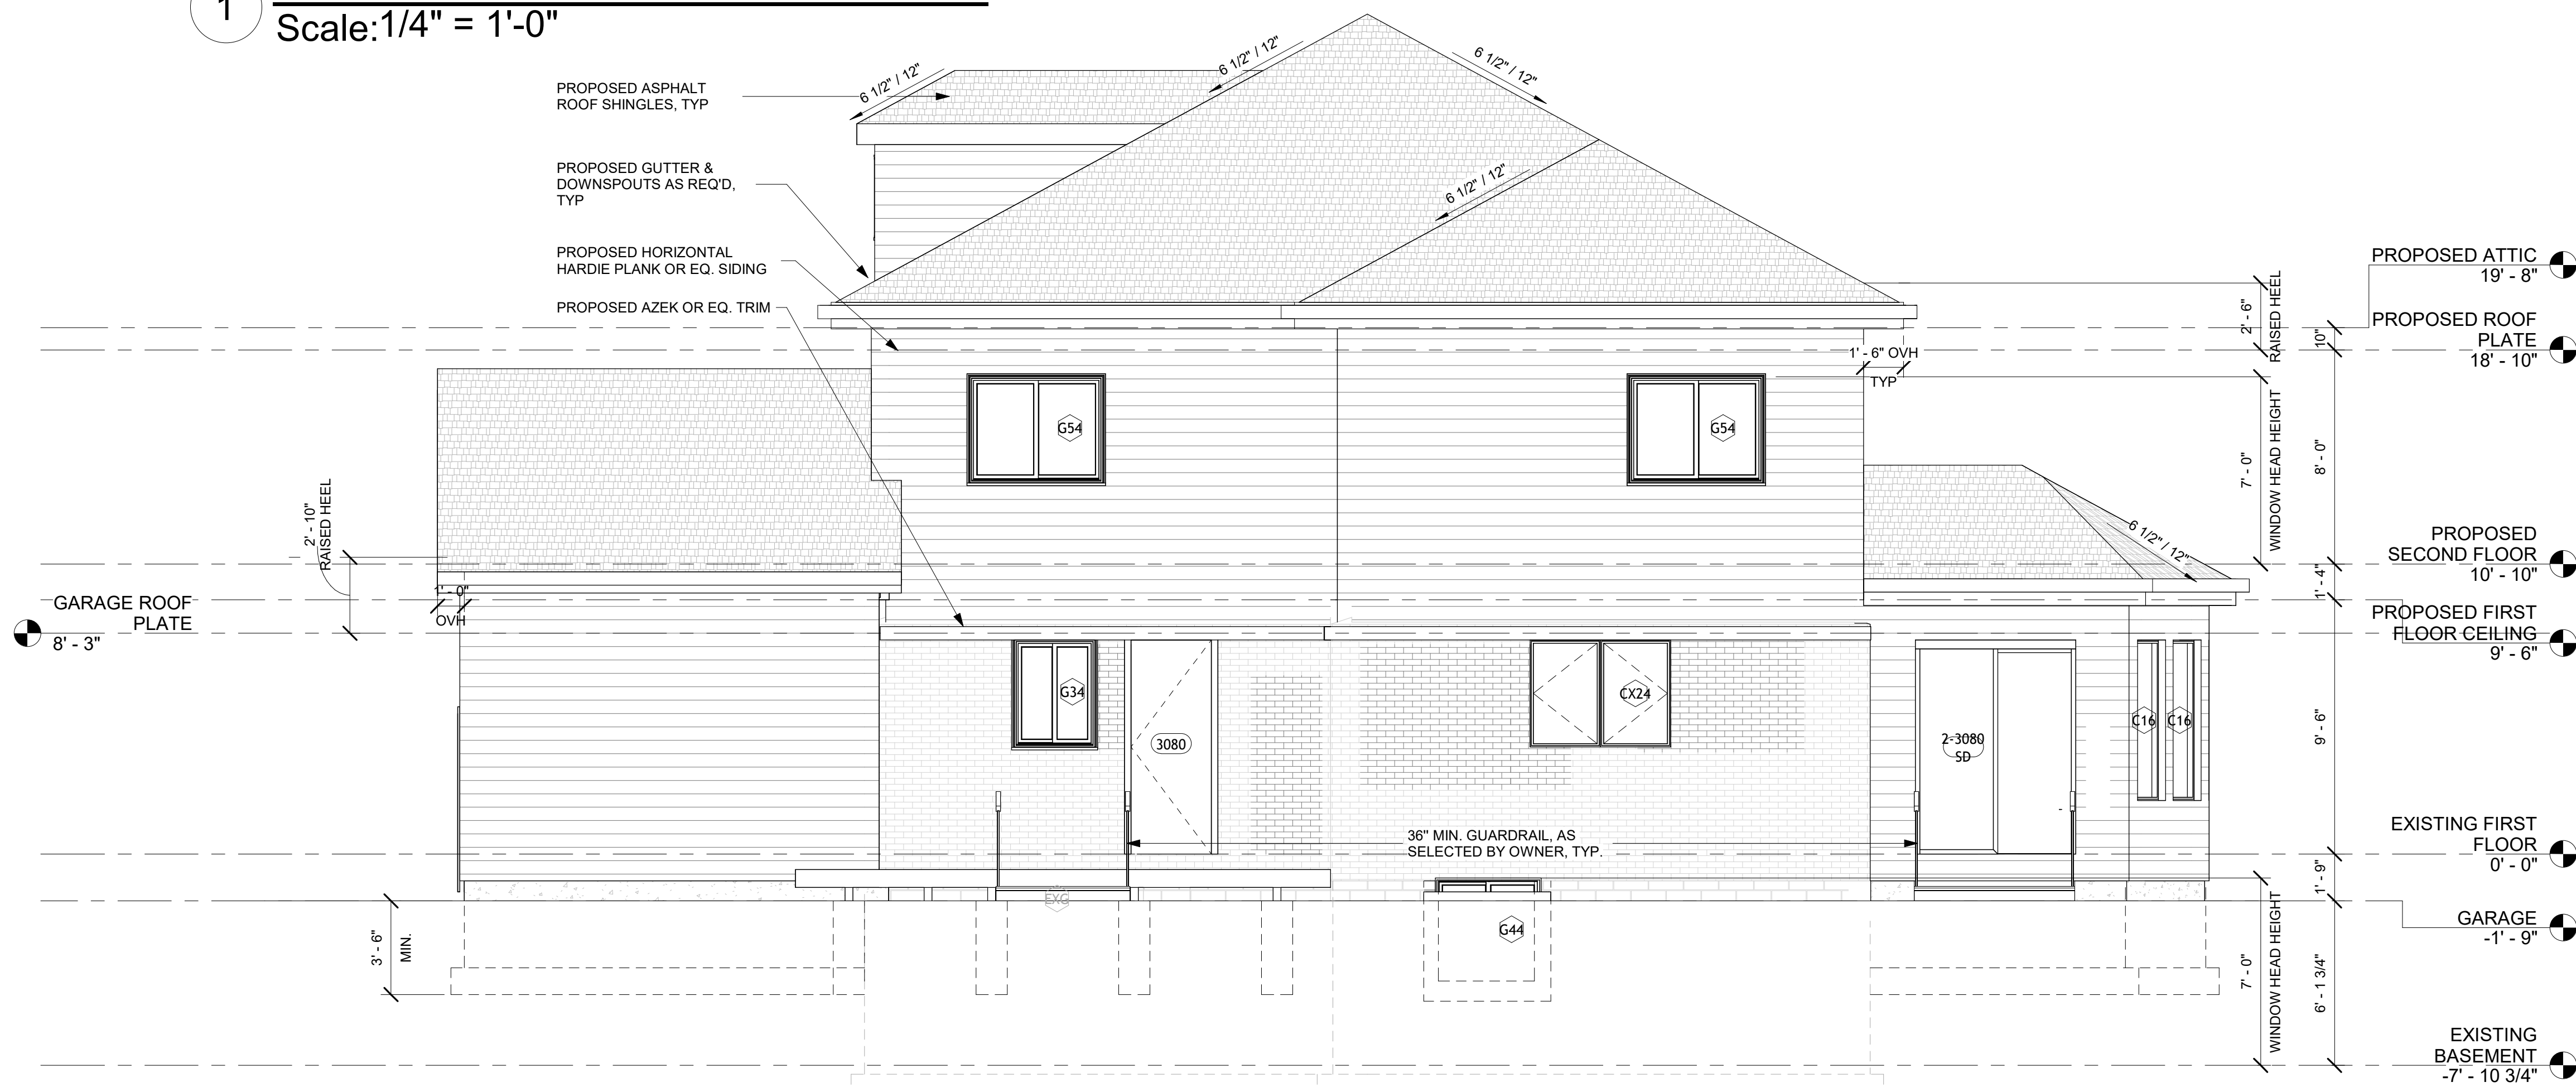 1
Scale: 1/4" = 1'-0"
PROPOSED ASPHALT
ROOF SHINGLES, TYP
6 1/2" / 12"
6 1/2" / 12"
6 1/2" / 12"
PROPOSED GUTTER &
DOWNSPOUTS AS REQ'D,
TYP
6 1/2" / 12"
PROPOSED HORIZONTAL
HARDIE PLANK OR EQ. SIDING
PROPOSED AZEK OR EQ. TRIM
PROPOSED ATTIC
19' - 8"
2' - 6"
RAISED HEEL
10"
PROPOSED ROOF
PLATE
18' - 10"
1' - 6" OVH
TYP
G54
G54
7' - 0"
WINDOW HEAD HEIGHT
8' - 0"
2' - 10"
RAISED HEEL
6 1/2" / 12"
PROPOSED
SECOND FLOOR
10' - 10"
1' - 4"
1' - 0"
OVH
GARAGE ROOF
PLATE
8' - 3"
PROPOSED FIRST
FLOOR CEILING
9' - 6"
G34
3080
CX24
2-3080
SD
C16
C16
9' - 6"
36" MIN. GUARDRAIL, AS
SELECTED BY OWNER, TYP.
EXISTING FIRST
FLOOR
0' - 0"
1' - 9"
EXG
G44
GARAGE
-1' - 9"
3' - 6"
MIN.
7' - 0"
WINDOW HEAD HEIGHT
6' - 1 3/4"
EXISTING
BASEMENT
-7' - 10 3/4"